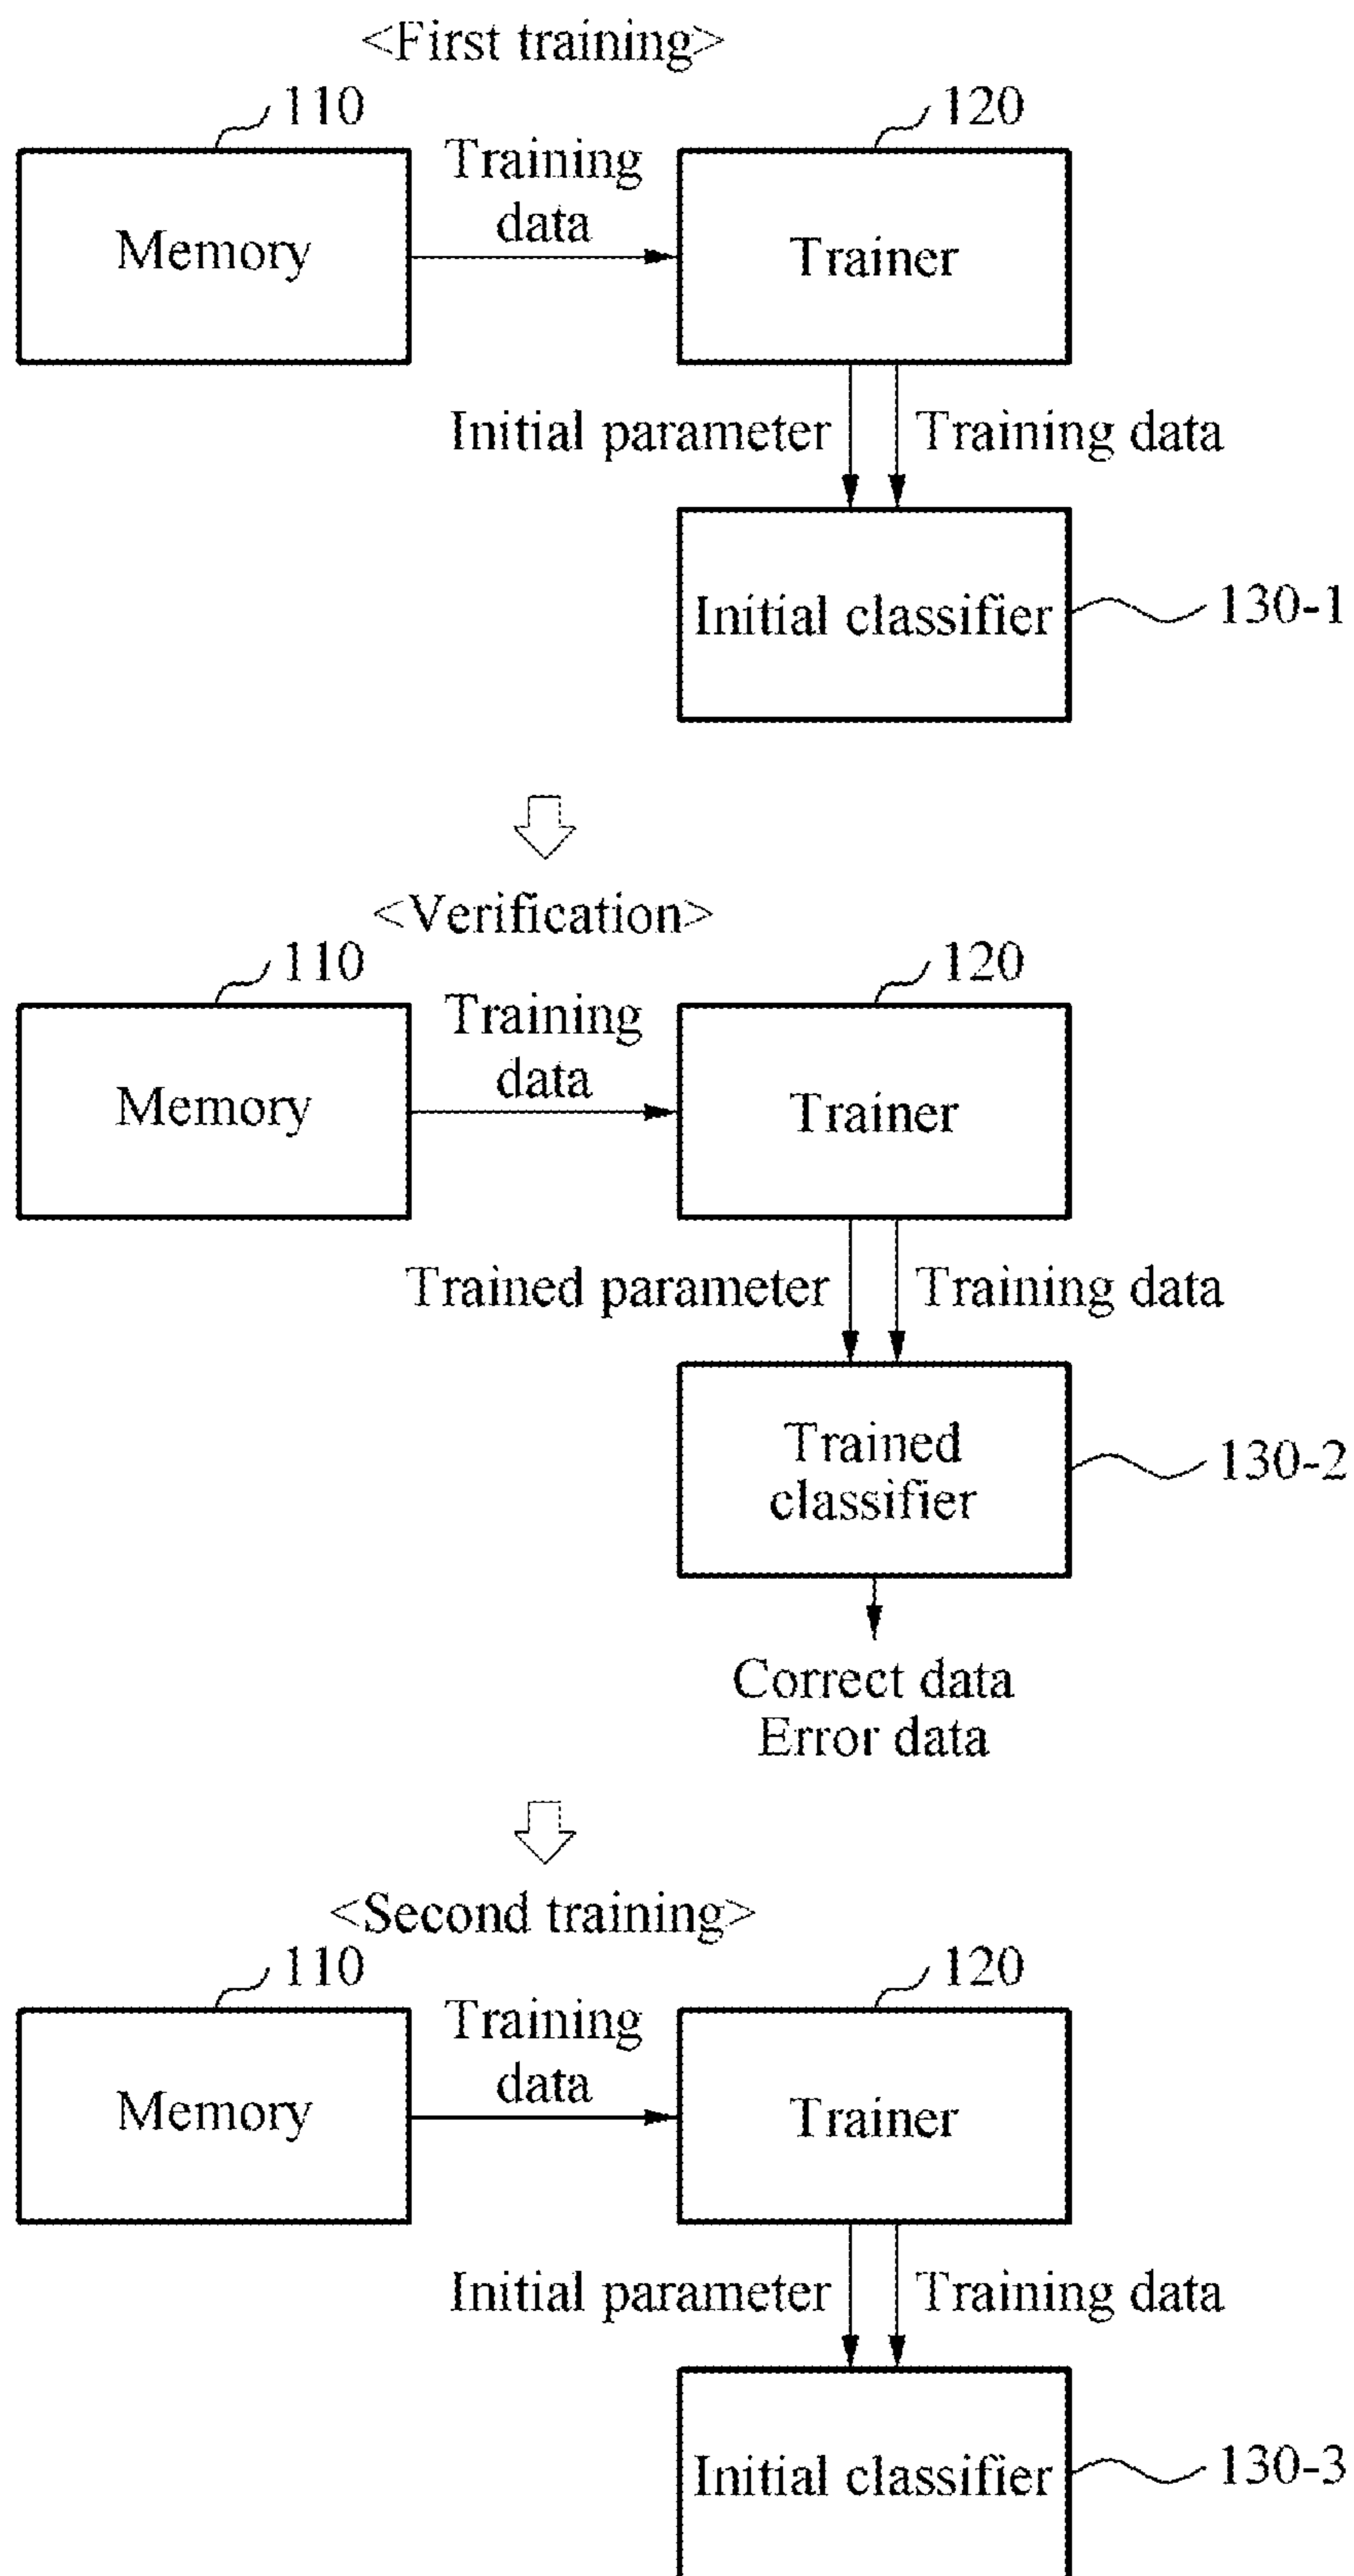 <First training>
110
120
Training
data
Memory
Trainer
Initial parameter
Training data
Initial classifier
130-1
<Verification>
110
120
Training
data
Memory
Trainer
Trained parameter
Training data
Trained
classifier
130-2
Correct data
Error data
<Second training>
110
120
Training
data
Memory
Trainer
Initial parameter
Training data
Initial classifier
130-3